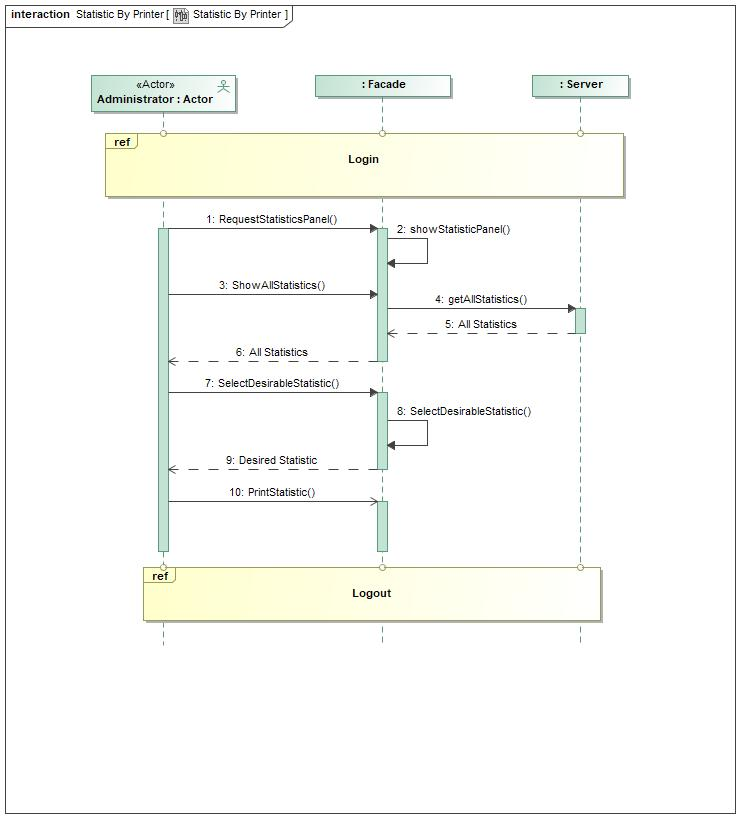 interaction Statistic By Printer [ Statistic By Printer ]
«Actor»
Administrator : Actor
: Facade
: Server
ref
Login
1: RequestStatisticsPanel()
2: showStatisticPanel()
3: ShowAllStatistics()
4: getAllStatistics()
5: All Statistics
6: All Statistics
7: SelectDesirableStatistic()
8: SelectDesirableStatistic()
9: Desired Statistic
10: PrintStatistic()
ref
Logout